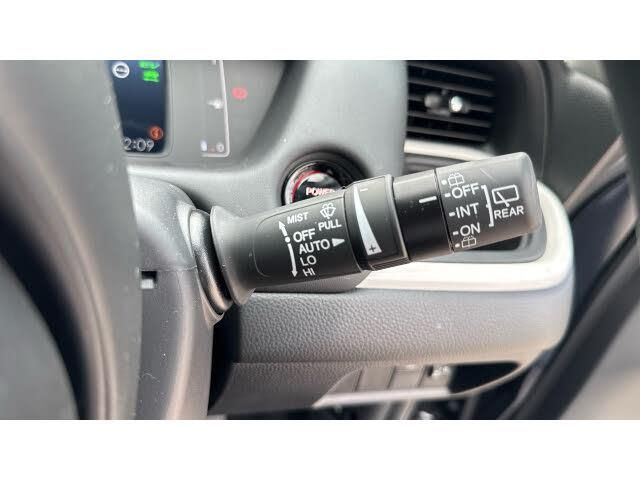 2:09
POWER
MIST
OFF PULL
AUTO
LO
HI
− +
OFF
INT REAR
ON